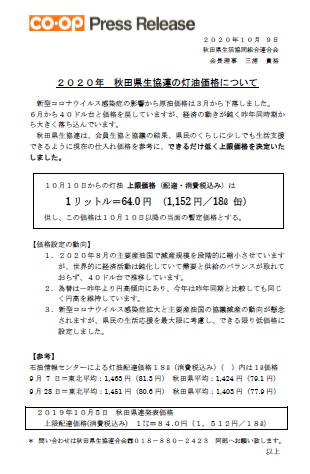 CO·OP Press Release
2020年10月 9日
秋田県生活協同組合連合会
会長理事 三浦 貴裕
2020年 秋田県生協連の灯油価格について
新型コロナウイルス感染症の影響から原油価格は3月から下落しました。
6月から40ドル台と価格を戻していますが、経済の動きが鈍く昨年同時期か
ら大きく落ち込んでいます。
秋田県生協連は、会員生協と協議の結果、県民のくらしに少しでも生活支援
できるように現在の仕入れ価格を参考に、できるだけ低く上限価格を決定いた
しました。
10月10日からの灯油 上限価格(配達・消費税込み)は
1リットル=64.0円 (1,152円/18ℓ 缶)
但し、この価格は10月10日以降の当面の暫定価格とする。
【価格設定の動向】
1．2020年8月の主要産油国で減産規模を段階的に縮小させています
が、世界的に経済活動は鈍化していて需要と供給のバランスが取れて
おらず、40ドル台で推移しています。
2．為替は一昨年より円高傾向にあり、今年は昨年同期と比較しても同じ
く円高を維持しています。
3．新型コロナウイルス感染症拡大と主要産油国の協議減産の動向が懸念
されますが、県民の生活応援を最大限に考慮し、できる限り低価格に
設定しました。
【参考】
石油情報センターによる灯油配達価格18ℓ(消費税込み)( )内は1ℓ価格
9月 7 日＝東北平均：1,463円(81.3円) 秋田県平均：1,424円(79.1円)
9月28日＝東北平均：1,451円(80.6円) 秋田県平均：1,403円(77.9円)
2019年10月5日 秋田県連発表価格
上限配達価格(消費税込み) 1㍑＝84.0円(1，512円/18ℓ)
＊ 問い合わせは秋田県生協連合会☎018－880－2423 阿部へお願い致します。
以上